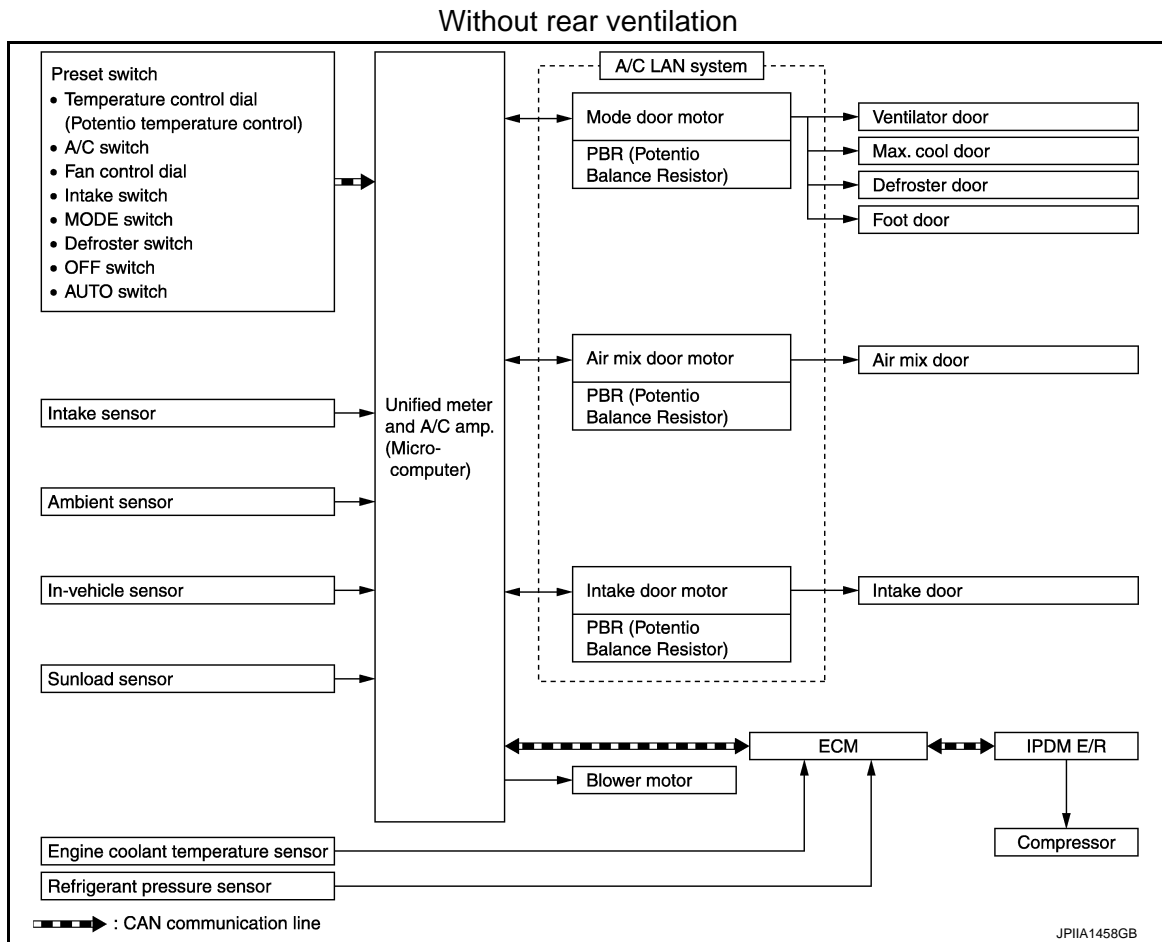 Without rear ventilation
Preset switch
• Temperature control dial
(Potentio temperature control)
• A/C switch
• Fan control dial
• Intake switch
• MODE switch
• Defroster switch
• OFF switch
• AUTO switch
Intake sensor
Ambient sensor
In-vehicle sensor
Sunload sensor
Unified meter
and A/C amp.
(Micro-
computer)
A/C LAN system
Mode door motor
PBR (Potentio
Balance Resistor)
Ventilator door
Max. cool door
Defroster door
Foot door
Air mix door motor
PBR (Potentio
Balance Resistor)
Air mix door
Intake door motor
PBR (Potentio
Balance Resistor)
Intake door
ECM
IPDM E/R
Blower motor
Compressor
Engine coolant temperature sensor
Refrigerant pressure sensor
: CAN communication line
JPIIA1458GB